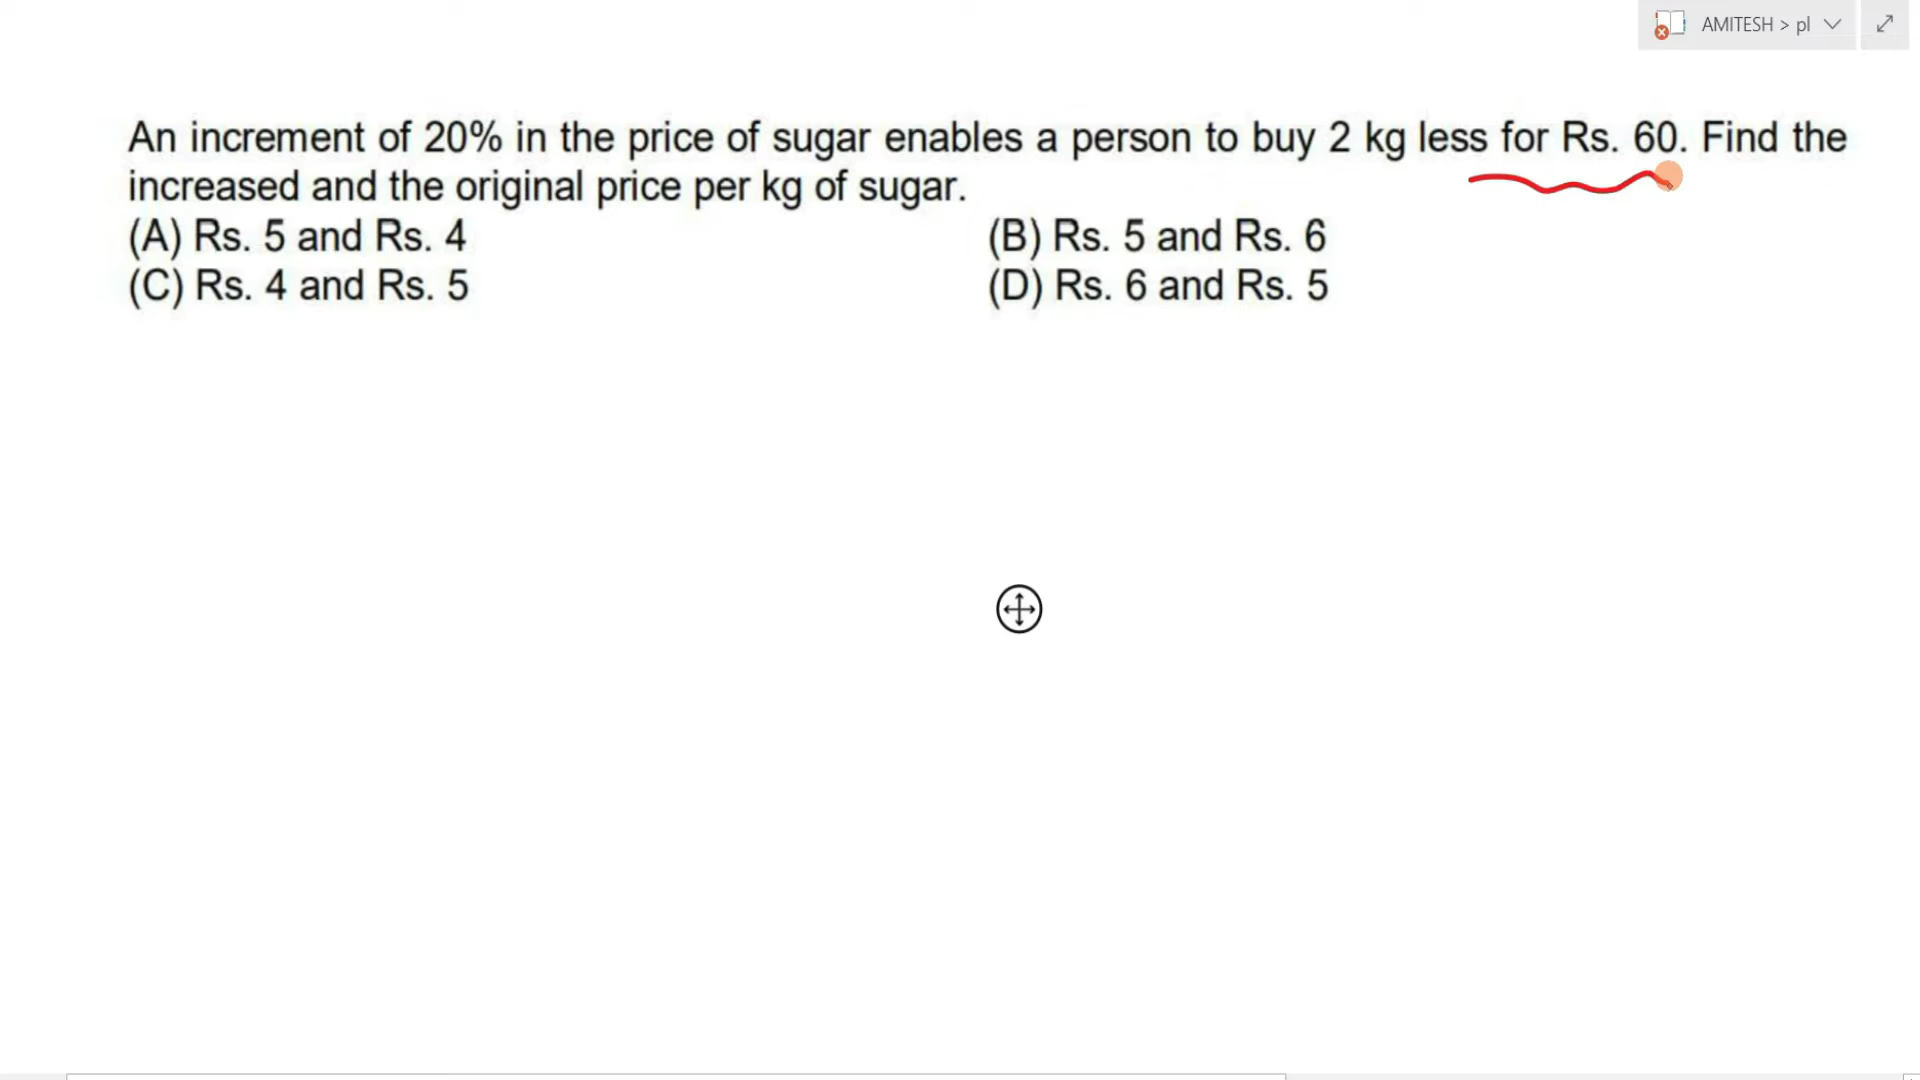 AMITESH > pl
An increment of 20% in the price of sugar enables a person to buy 2 kg less for Rs. 60. Find the
increased and the original price per kg of sugar.
(A) Rs. 5 and Rs. 4 (B) Rs. 5 and Rs. 6
(C) Rs. 4 and Rs. 5 (D) Rs. 6 and Rs. 5